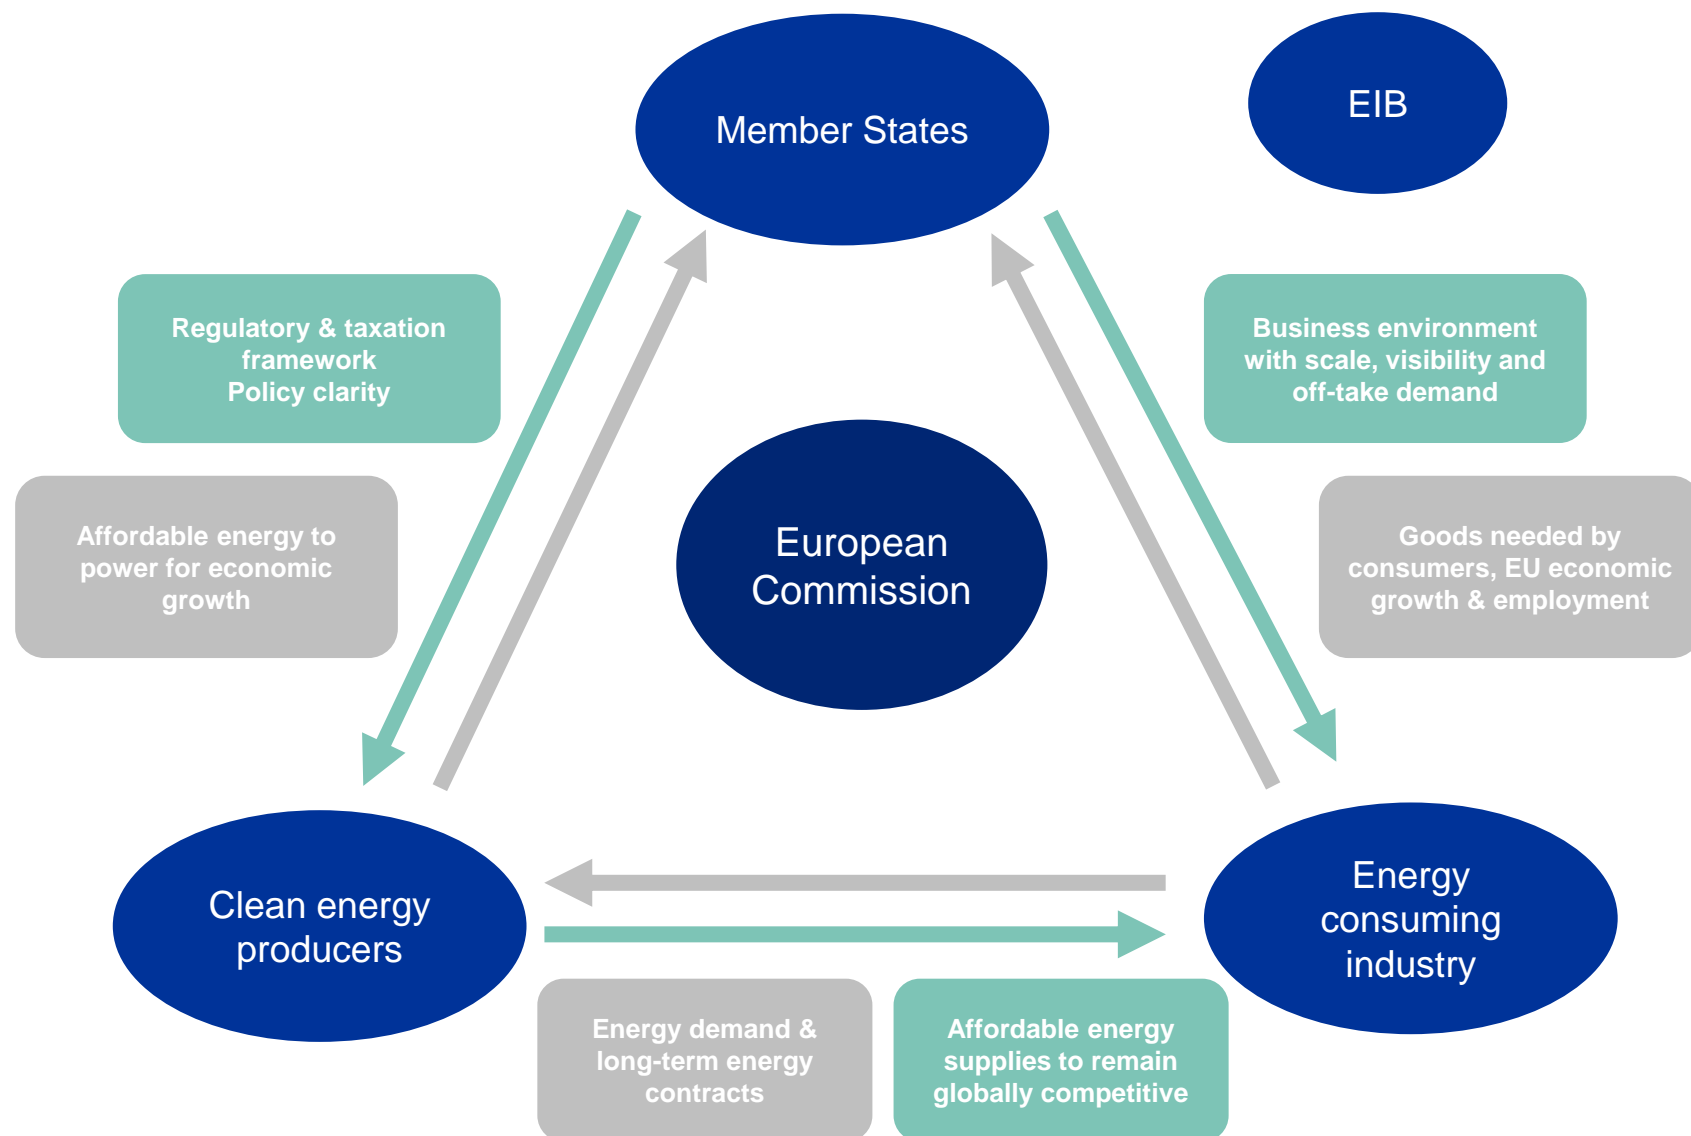 Member States
EIB
Regulatory & taxation
framework
Policy clarity
Business environment
with scale, visibility and
off-take demand
Affordable energy to
power for economic
growth
European
Commission
Goods needed by
consumers, EU economic
growth & employment
Clean energy
producers
Energy
consuming
industry
Energy demand &
long-term energy
contracts
Affordable energy
supplies to remain
globally competitive